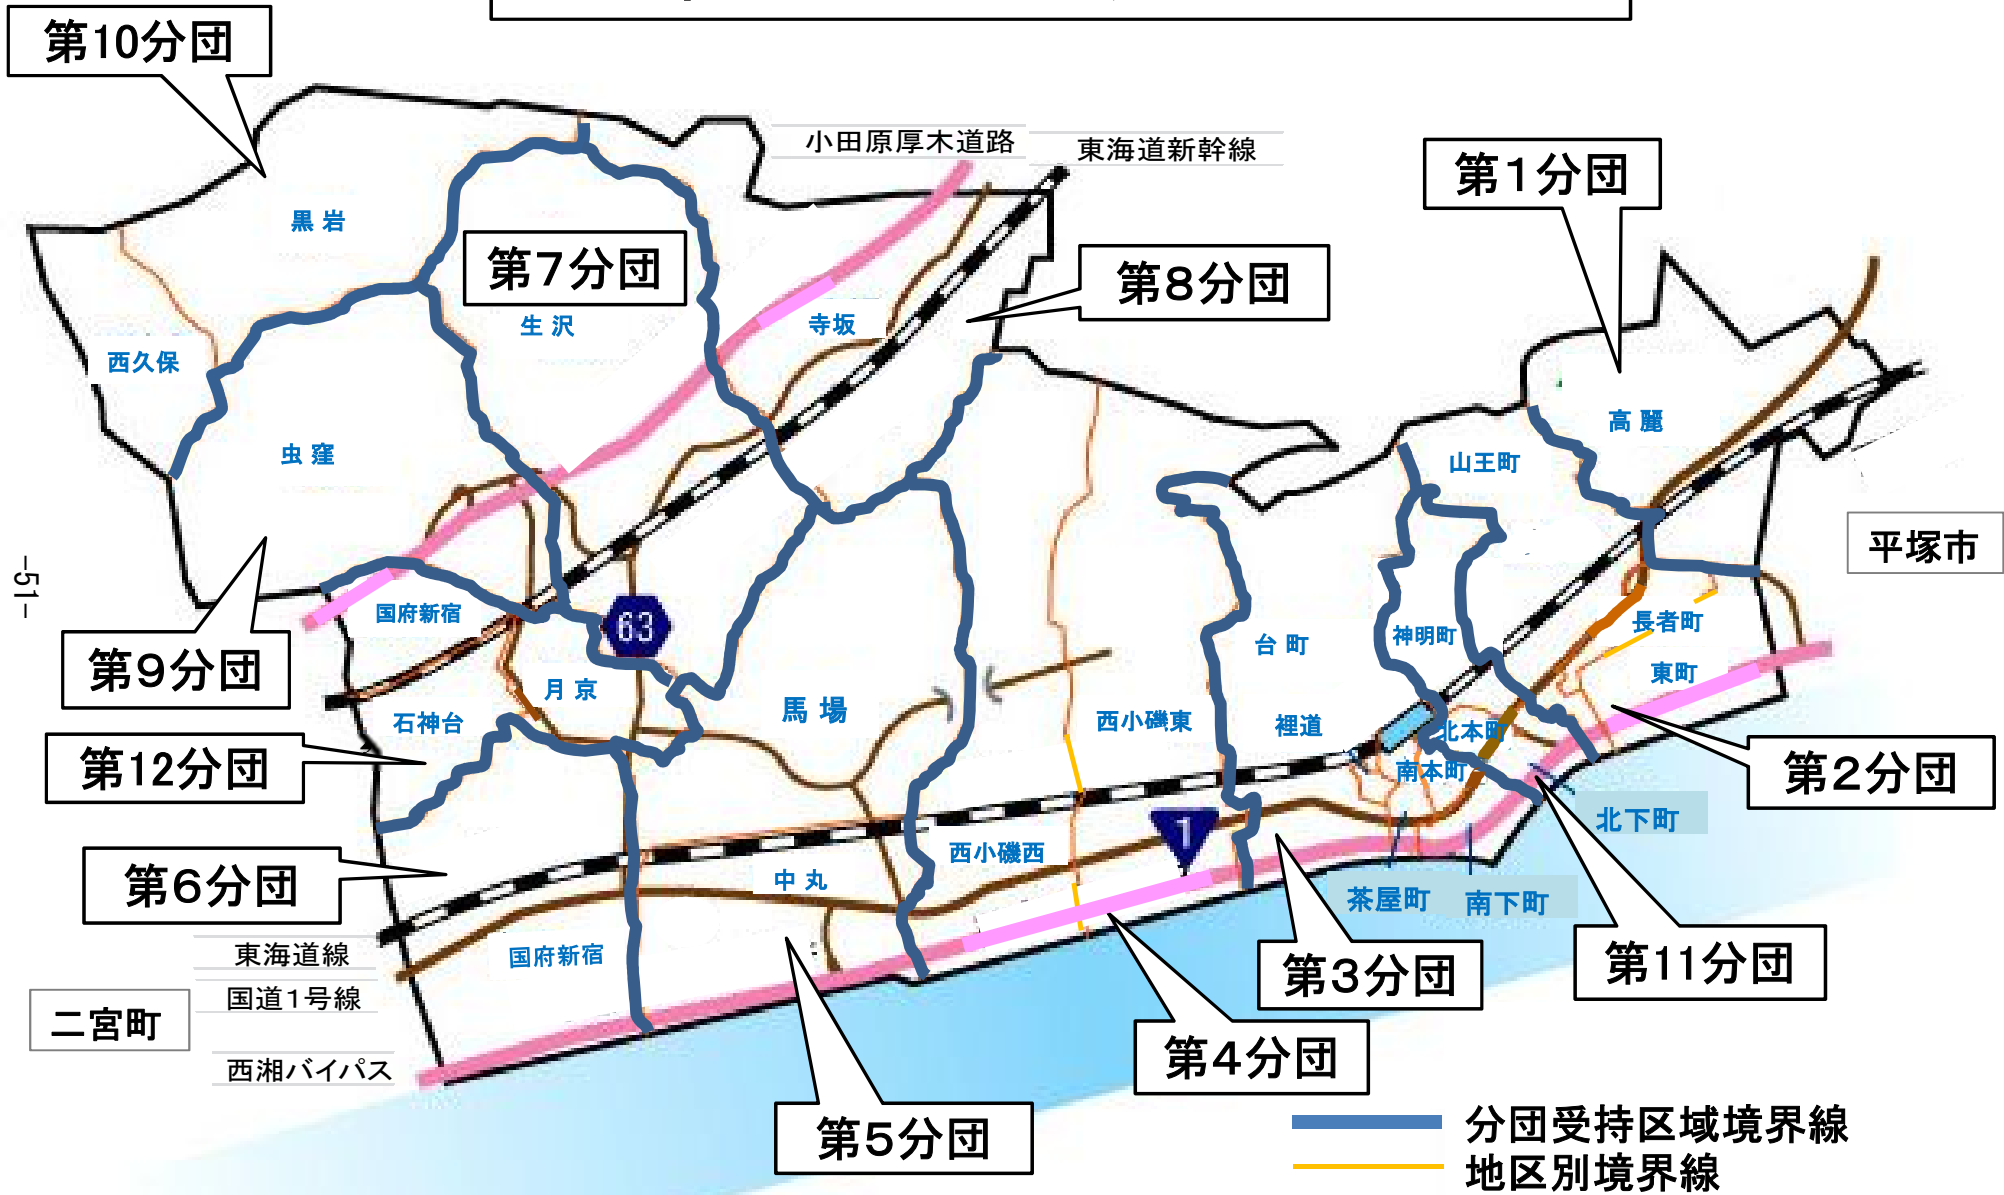 第10分団
小田原厚木道路
東海道新幹線
第1分団
黒岩
第7分団
第8分団
生沢
寺坂
西久保
高麗
虫窪
山王町
平塚市
-51-
国府新宿
63
長者町
神明町
台町
第9分団
月京
東町
馬場
石神台
西小磯東
裡道
北本町
第12分団
南本町
第2分団
北下町
1
西小磯西
第6分団
中丸
茶屋町
南下町
東海道線
国府新宿
第3分団
第11分団
国道1号線
二宮町
第4分団
西湘バイパス
第5分団
分団受持区域境界線
地区別境界線